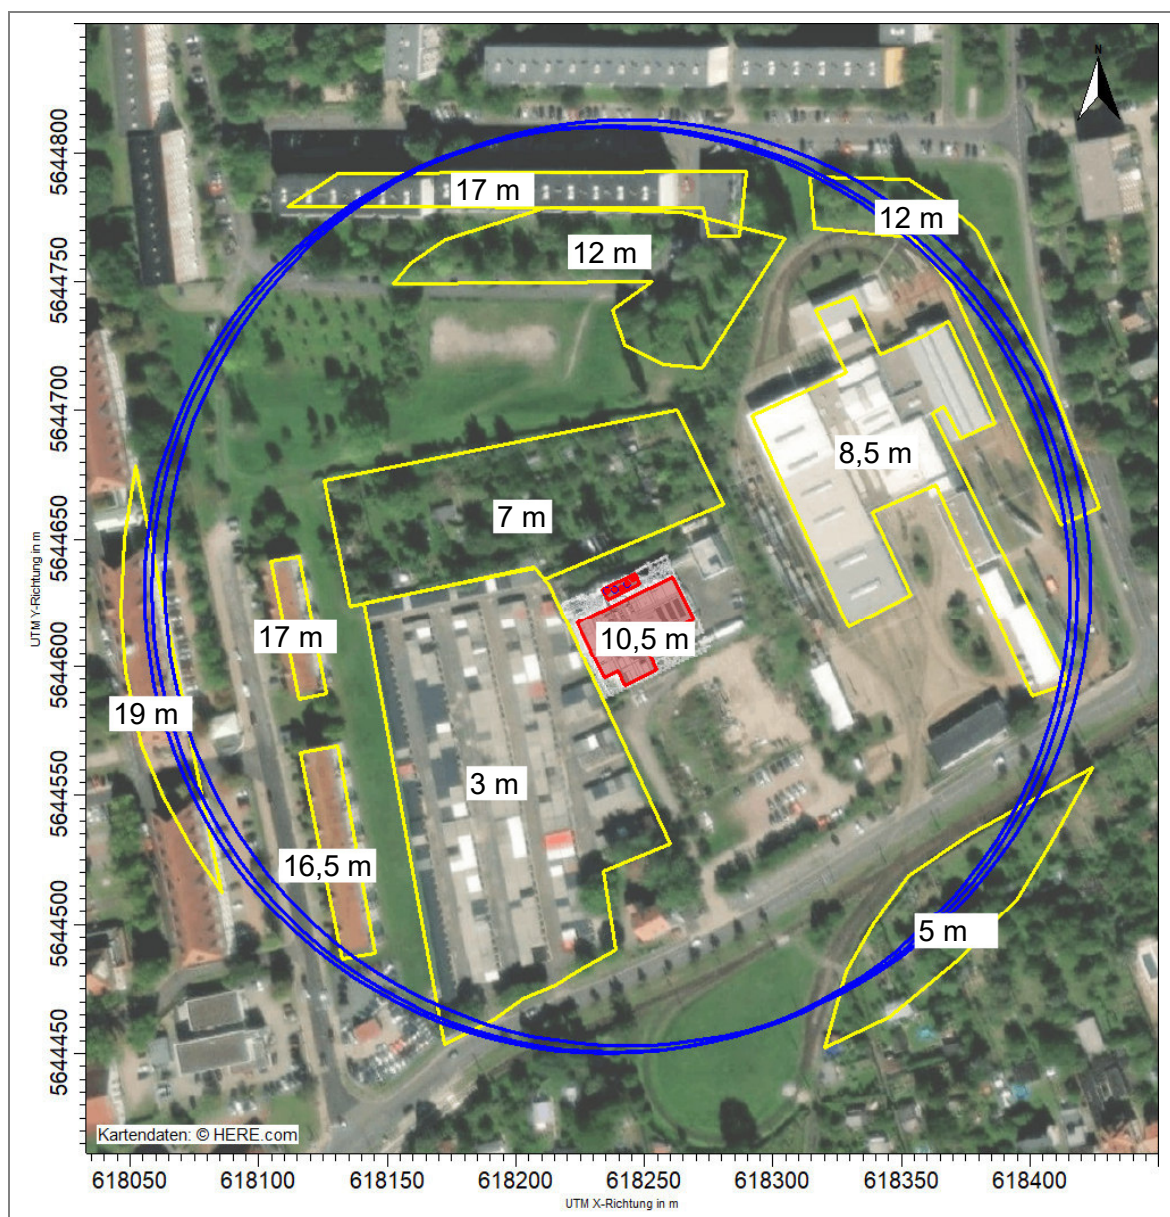 N
5644800
5644750
5644700
5644650
5644600
5644550
5644500
5644450
UTM Y-Richtung in m
17 m
12 m
12 m
8,5 m
7 m
17 m
10,5 m
19 m
3 m
16,5 m
5 m
Kartendaten: © HERE.com
618050 618100 618150 618200 618250 618300 618350 618400
UTM X-Richtung in m